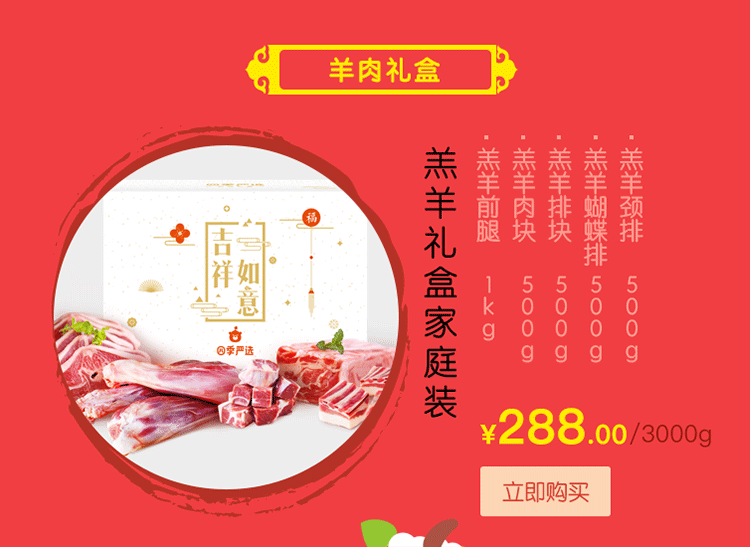 羊肉礼盒
羔羊颈排 500g
羔羊蝴蝶排 500g
羔羊排块 500g
羔羊肉块 500g
羔羊前腿 1kg
羔羊礼盒家庭装
吉祥
如意
福
四季严选
¥288.00/3000g
立即购买